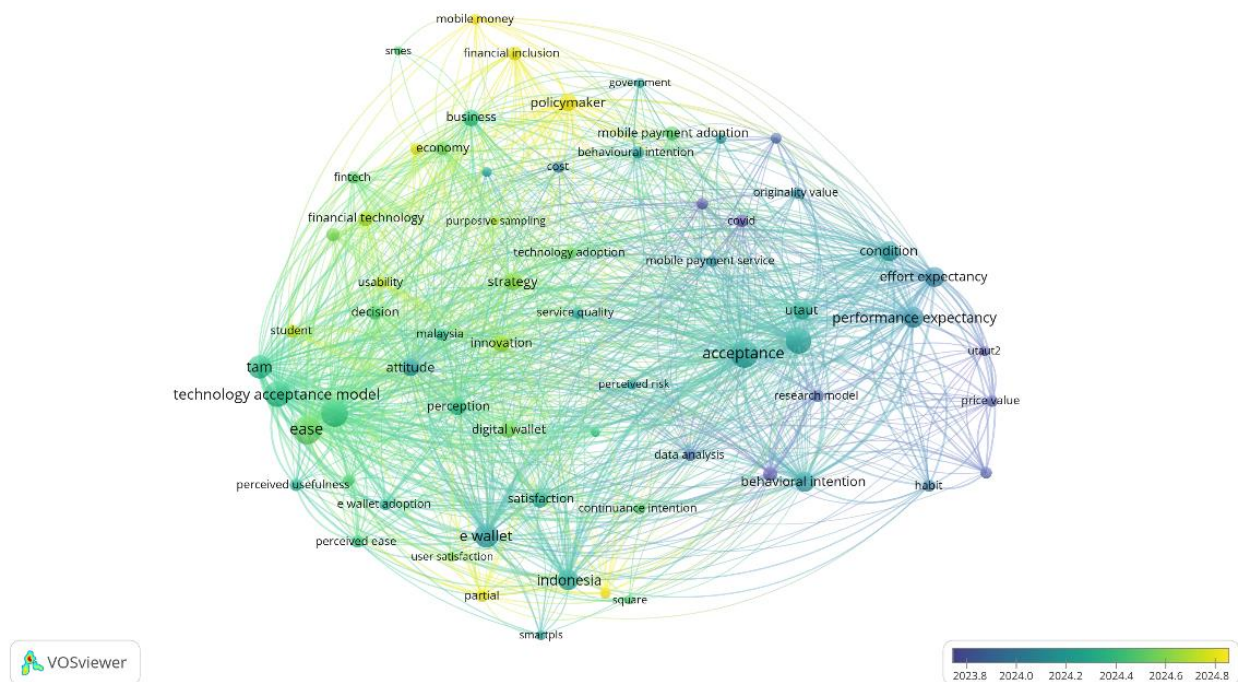 mobile money
smes
financial inclusion
government
policymaker
business
mobile payment adoption
economy
behavioural intention
cost
fintech
originality value
financial technology
purposive sampling
covid
technology adoption
condition
mobile payment service
effort expectancy
usability
strategy
decision
service quality
utaut
performance expectancy
student
malaysia
innovation
utaut2
acceptance
tam
attitude
perceived risk
technology acceptance model
research model
price value
perception
ease
digital wallet
data analysis
perceived usefulness
behavioral intention
habit
e wallet adoption
satisfaction
continuance intention
perceived ease
e wallet
user satisfaction
indonesia
partial
square
smartpls
VOSviewer
2023.8 2024.0 2024.2 2024.4 2024.6 2024.8